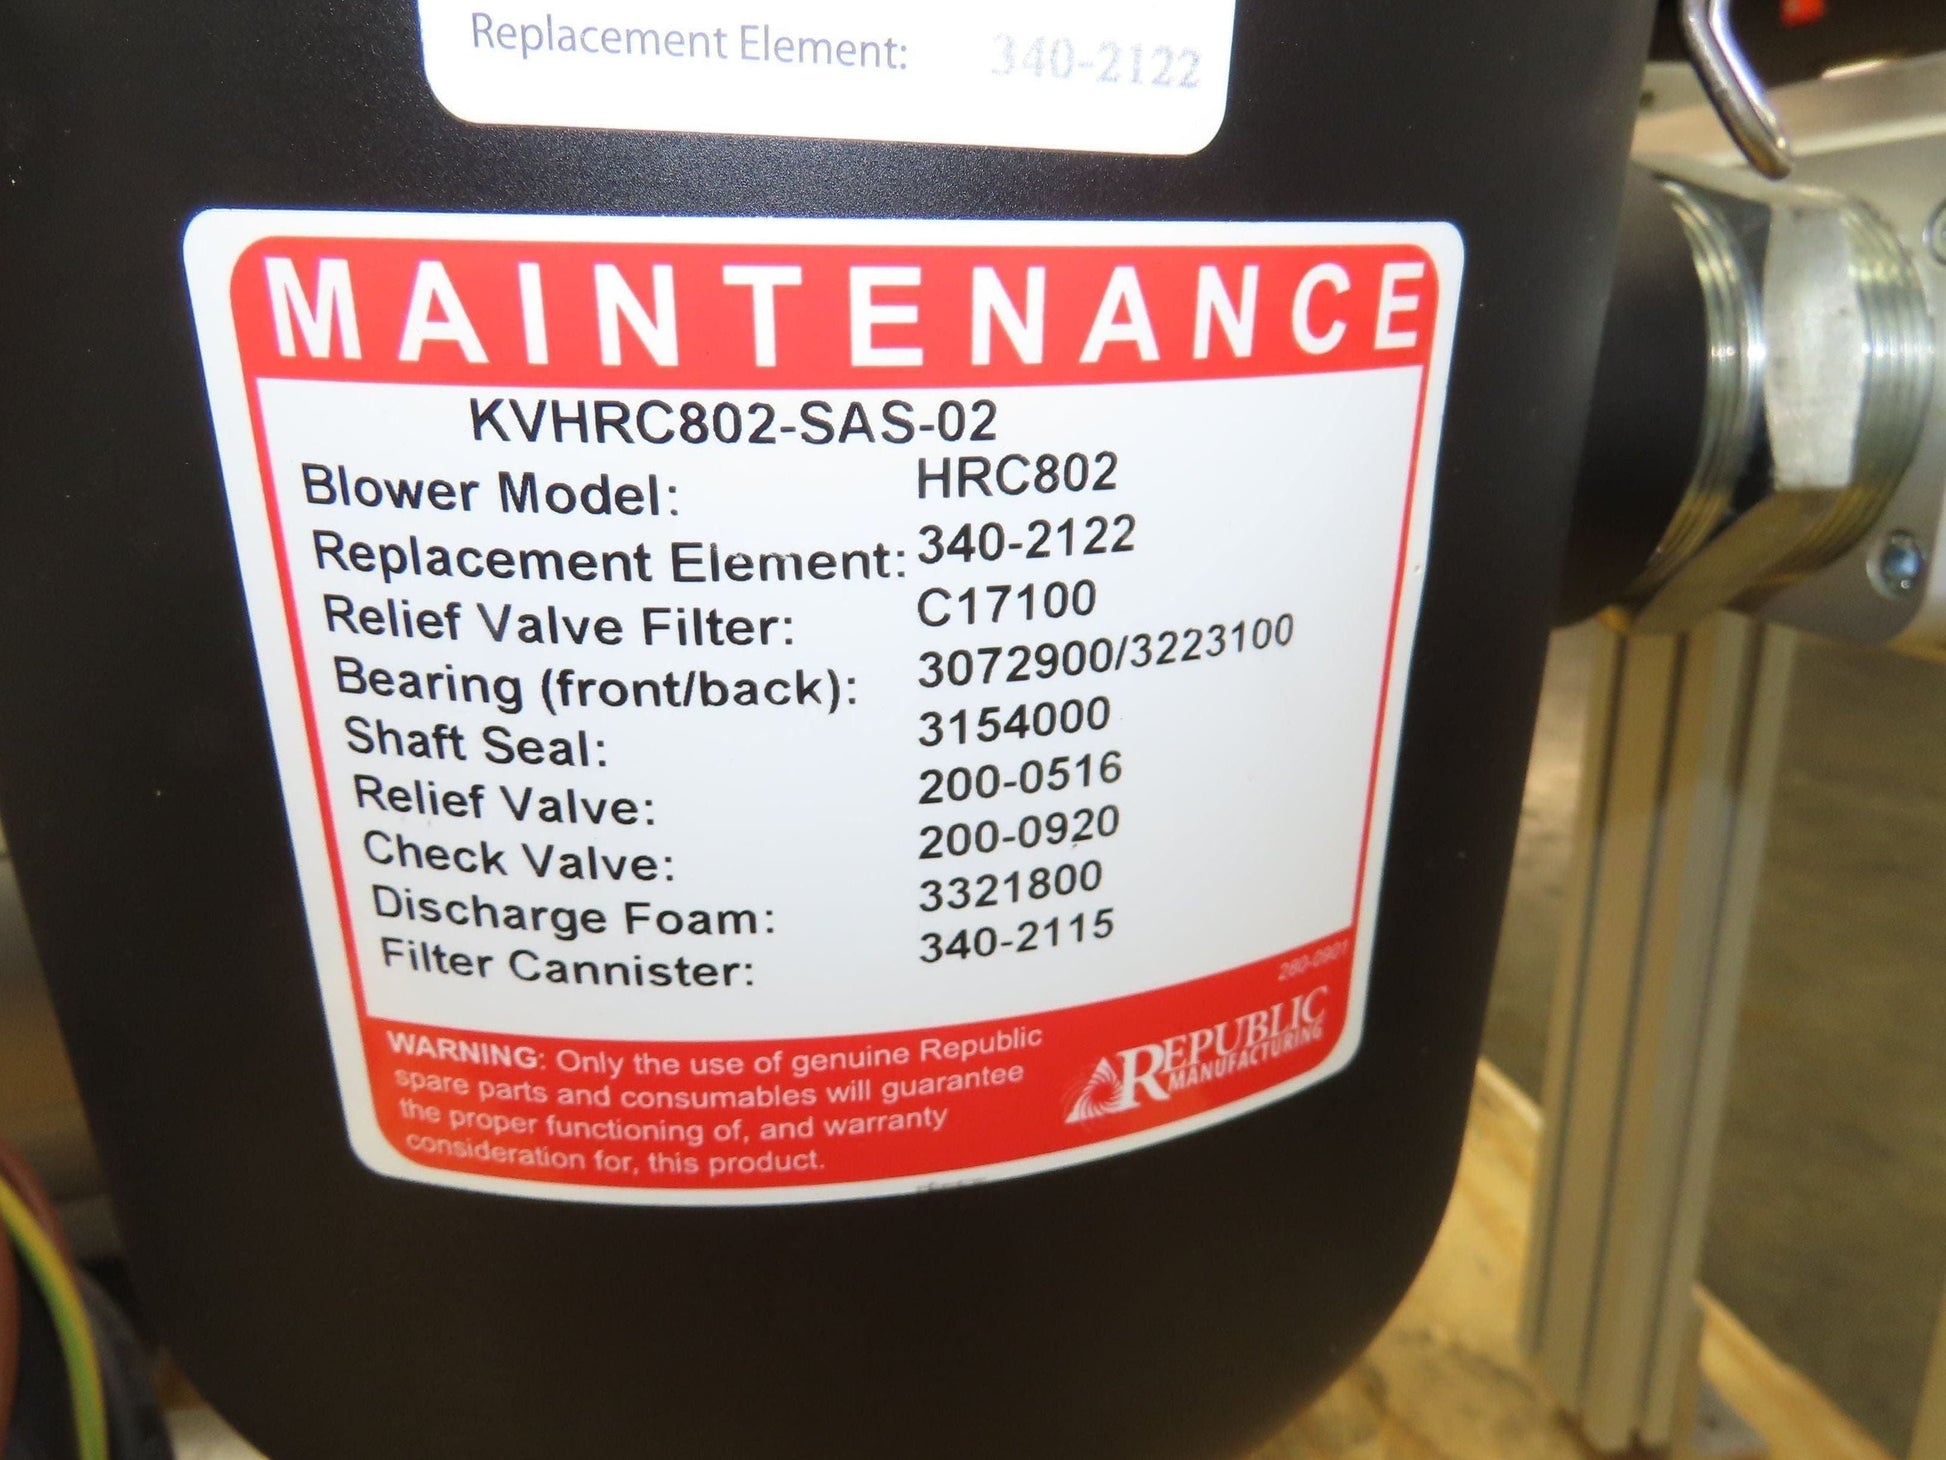 Replacement Element: 340-2122
MAINTENANCE
KVHRC802-SAS-02
Blower Model: HRC802
Replacement Element: 340-2122
Relief Valve Filter: C17100
Bearing (front/back): 3072900/3223100
Shaft Seal: 3154000
Relief Valve: 200-0516
Check Valve: 200-0920
Discharge Foam: 3321800
Filter Cannister: 340-2115
260-0901
WARNING: Only the use of genuine Republic
spare parts and consumables will guarantee
the proper functioning of, and warranty
consideration for, this product.
REPUBLIC
MANUFACTURING